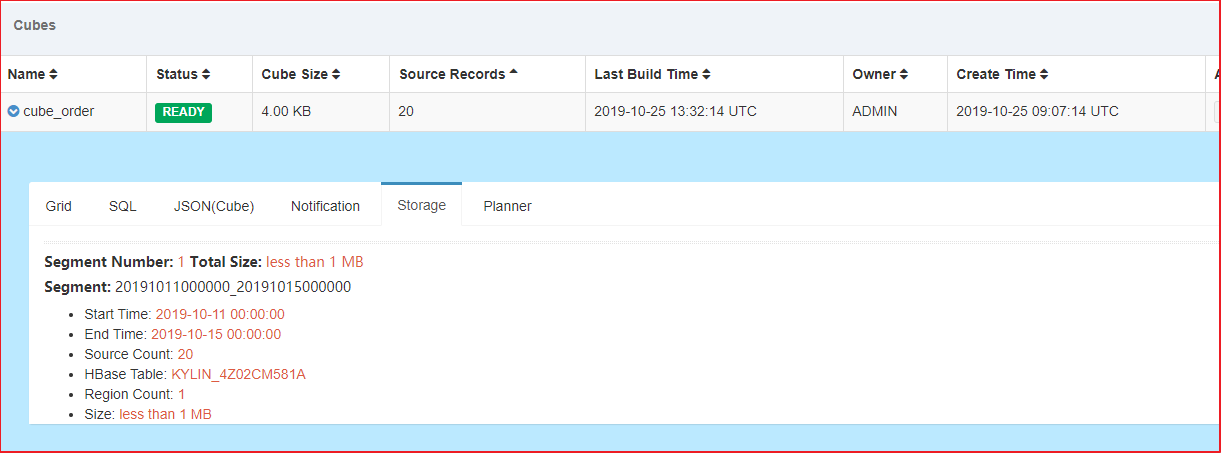 Cubes
Name Status Cube Size Source Records Last Build Time Owner Create Time
cube_order READY 4.00 KB 20 2019-10-25 13:32:14 UTC ADMIN 2019-10-25 09:07:14 UTC
Grid SQL JSON(Cube) Notification Storage Planner
Segment Number: 1 Total Size: less than 1 MB
Segment: 20191011000000_20191015000000
Start Time: 2019-10-11 00:00:00
End Time: 2019-10-15 00:00:00
Source Count: 20
HBase Table: KYLIN_4Z02CM581A
Region Count: 1
Size: less than 1 MB